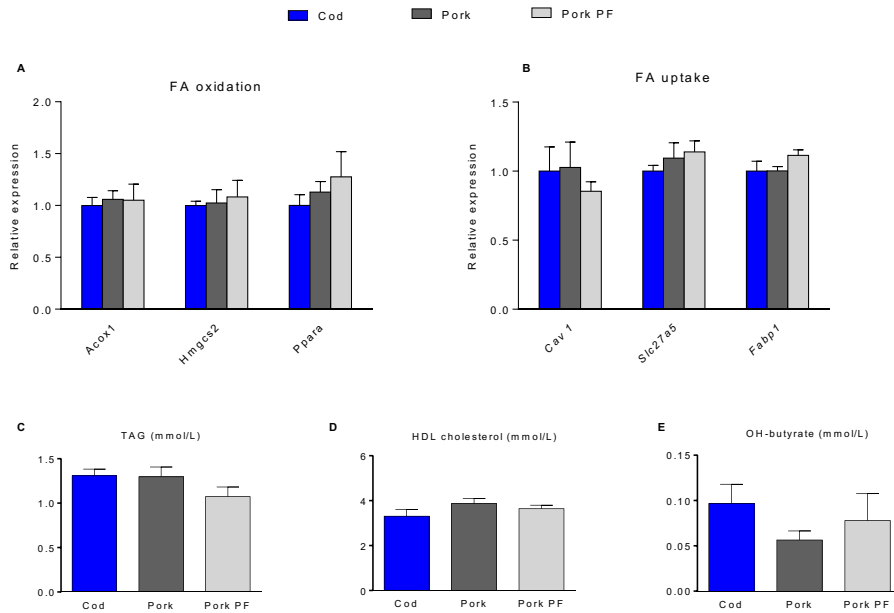 Cod Pork Pork PF
A
FA oxidation
Relative expression
2.0
1.5
1.0
0.5
0.0
Acox1 Hmgcs2 Ppara
B
FA uptake
Relative expression
1.5
1.0
0.5
0.0
Cav 1 Slc27a5 Fabp1
C
TAG (mmol/L)
1.5
1.0
0.5
0.0
Cod Pork Pork PF
D
HDL cholesterol (mmol/L)
6
4
2
0
Cod Pork Pork PF
E
OH-butyrate (mmol/L)
0.15
0.10
0.05
0.00
Cod Pork Pork PF